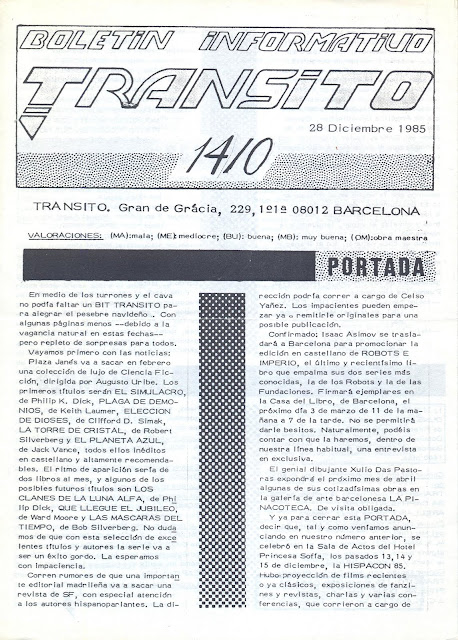 BOLETIN INFORMATIVO
TRANSITO
28 Diciembre 1985
14/0
TRANSITO. Gran de Grácia, 229, 1º1ª 08012 BARCELONA
VALORACIONES: (MA):mala; (ME):mediocre; (BU): buena; (MB): muy buena; (OM):obra maestra
PORTADA
En medio de los turrones y el cava
no podía faltar un BIT TRANSITO pa-
ra alegrar el pesebre navideño . Con
algunas páginas menos --debido a la
vagancia natural en estas fechas--
pero repleto de sorpresas para todos.
Vayamos primero con las noticias:
Plaza Janés va a sacar en febrero
una colección de lujo de Ciencia Fic-
ción, dirigida por Augusto Uribe. Los
primeros títulos serán EL SIMULACRO,
de Philip K. Dick, PLAGA DE DEMO-
NIOS, de Keith Laumer, ELECCION
DE DIOSES, de Clifford D. Simak,
LA TORRE DE CRISTAL, de Robert
Silverberg y EL PLANETA AZUL,
de Jack Vance, todos ellos inéditos
en castellano y altamente recomenda-
bles. El ritmo de aparición sería de
dos libros al mes, y algunos de los
posibles futuros títulos son LOS
CLANES DE LA LUNA ALFA, de Phi
lip Dick, QUE LLEGUE EL JUBILEO,
de Ward Moore y LAS MASCARAS DEL
TIEMPO, de Bob Silverberg. No duda
mos de que con esta selección de exce
lentes títulos y autores la serie va a
ser un éxito gordo. La esperamos
con impaciencia.
Corren rumores de que una importan
te editorial madrileña va a sacar una
revista de SF, con especial atención
a los autores hispanoparlantes. La di-
rección podría correr a cargo de Celso
Yañez. Los impacientes pueden empe-
zar ya a remitirle originales para una
posible publicación.
Confirmado: Isaac Asimov se trasla-
dará a Barcelona para promocionar la
edición en castellano de ROBOTS E
IMPERIO, el último y recientísimo li-
bro que empalma sus dos series más
conocidas, la de los Robots y la de las
Fundaciones. Firmará ejemplares en
la Casa del Libro, de Barcelona, el
próximo día 3 de marzo de 11 de la ma-
ñana a 7 de la tarde. No se permitirá
darle besitos. Naturalmente, podéis
contar con que la haremos, dentro de
nuestra línea habitual, una entrevista
en exclusiva.
El genial dibujante Xulio Das Pasto-
ras expondrá el próximo mes de abril
algunas de sus cotizadísimas obras en
la galería de arte barcelonesa LA PI-
NACOTECA. De visita obligada.
Y ya para cerrar esta PORTADA,
decir que, tal y como veníamos anun-
ciando en nuestro número anterior, se
celebró en la Sala de Actos del Hotel
Princesa Sofía, los pasados 13, 14 y
15 de diciembre, la HISPACON 85.
Hubo proyección de films recientes
o ya clásicos, exposiciones de fanzi-
nes y revistas, charlas y varias con-
ferencias, que corrieron a cargo de